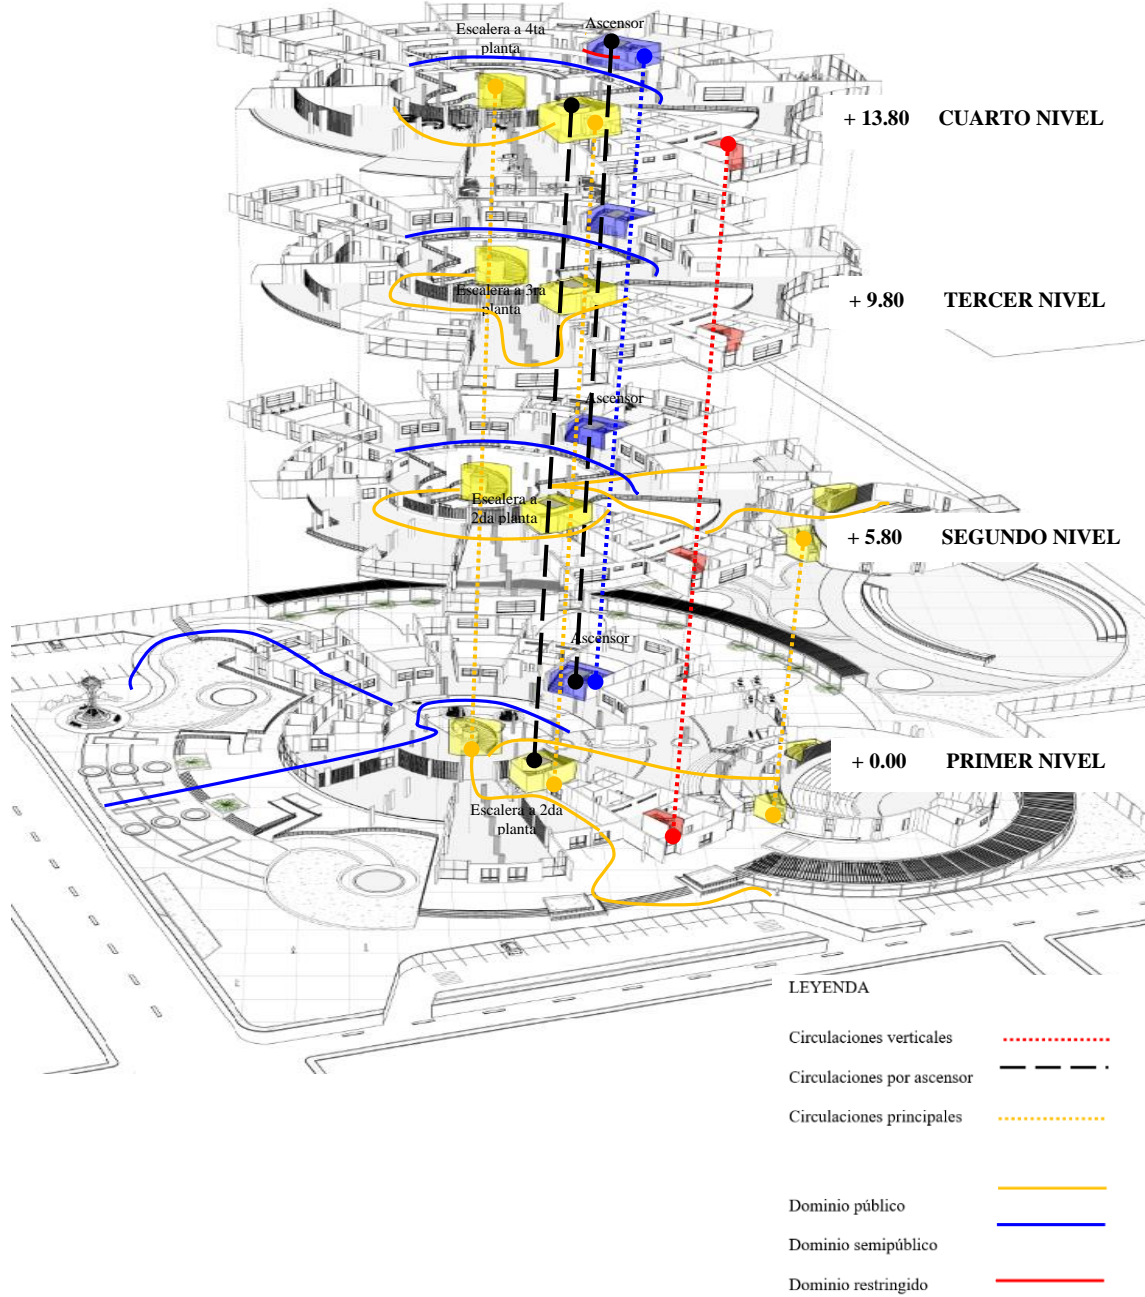 Ascensor
Escalera a 4ta
planta
+ 13.80 CUARTO NIVEL
Escalera a 3ra
planta
+ 9.80 TERCER NIVEL
Ascensor
Escalera a
2da planta
+ 5.80 SEGUNDO NIVEL
Ascensor
+ 0.00 PRIMER NIVEL
Escalera a 2da
planta
LEYENDA
Circulaciones verticales
Circulaciones por ascensor
Circulaciones principales
Dominio público
Dominio semipúblico
Dominio restringido